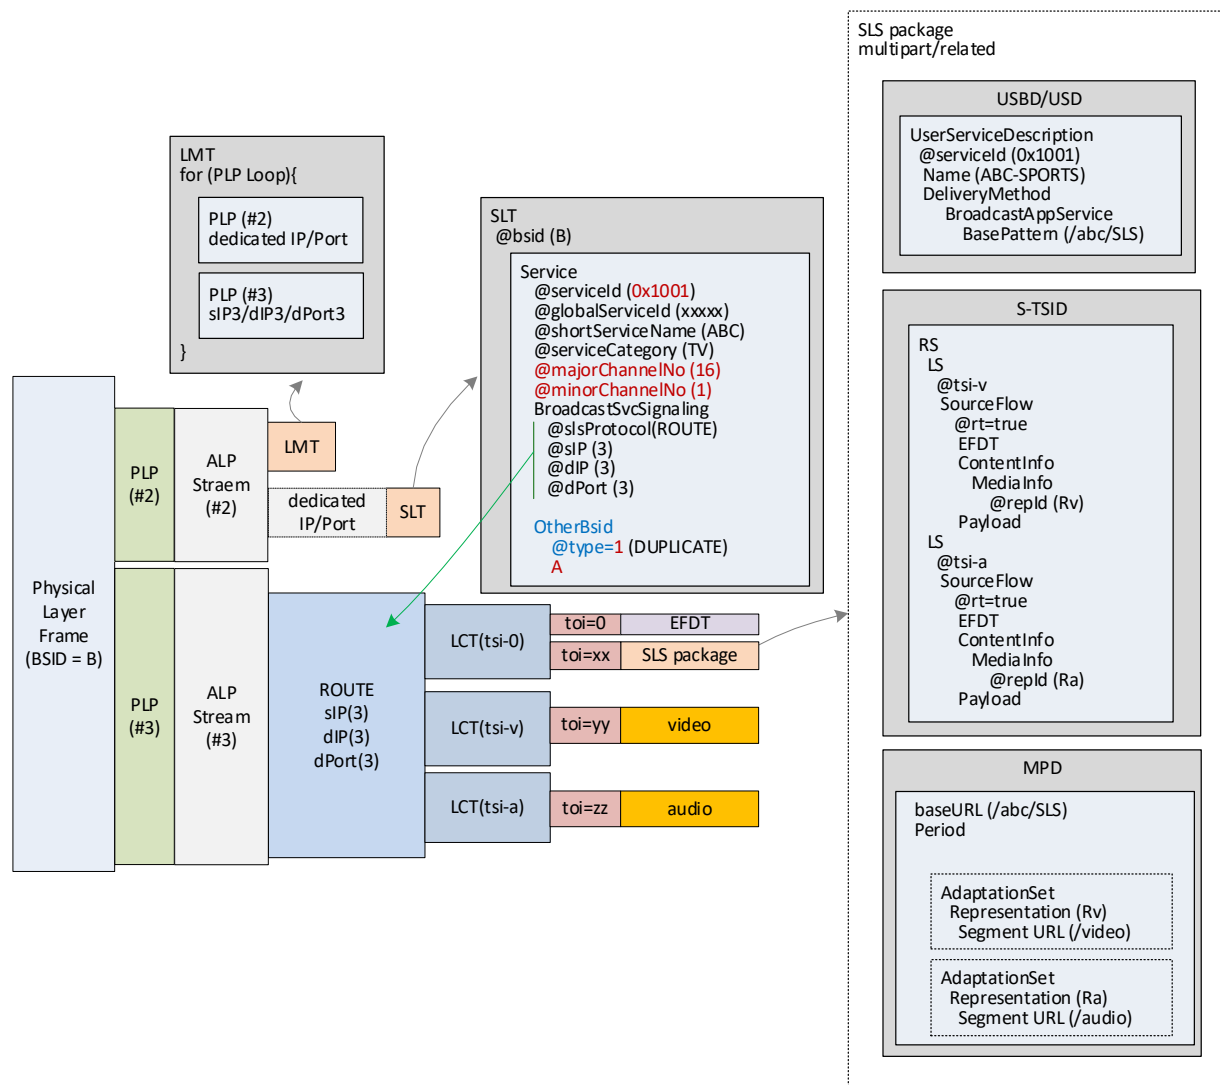 SLS package
multipart/related
USBD/USD
UserServiceDescription
@serviceId (0x1001)
Name (ABC-SPORTS)
DeliveryMethod
BroadcastAppService
BasePattern (/abc/SLS)
LMT
for (PLP Loop){
PLP (#2)
dedicated IP/Port
PLP (#3)
sIP3/dIP3/dPort3
}
SLT
@bsid (B)
Service
@serviceId (0x1001)
@globalServiceId (xxxxx)
@shortServiceName (ABC)
@serviceCategory (TV)
@majorChannelNo (16)
@minorChannelNo (1)
BroadcastSvcSignaling
@slsProtocol(ROUTE)
@sIP (3)
@dIP (3)
@dPort (3)
OtherBsid
@type=1 (DUPLICATE)
A
S-TSID
RS
LS
@tsi-v
SourceFlow
@rt=true
EFDT
ContentInfo
MediaInfo
@repId (Rv)
Payload
LS
@tsi-a
SourceFlow
@rt=true
EFDT
ContentInfo
MediaInfo
@repId (Ra)
Payload
Physical
Layer
Frame
(BSID = B)
PLP
(#2)
ALP
Straem
(#2)
LMT
dedicated
IP/Port
SLT
PLP
(#3)
ALP
Stream
(#3)
ROUTE
sIP(3)
dIP(3)
dPort(3)
LCT(tsi-0)
toi=0
EFDT
toi=xx
SLS package
LCT(tsi-v)
toi=yy
video
LCT(tsi-a)
toi=zz
audio
MPD
baseURL (/abc/SLS)
Period
AdaptationSet
Representation (Rv)
Segment URL (/video)
AdaptationSet
Representation (Ra)
Segment URL (/audio)